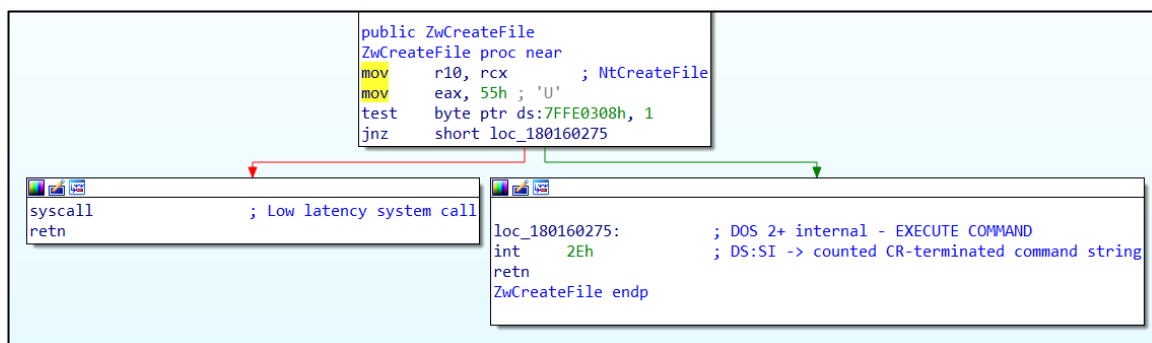 public ZwCreateFile
ZwCreateFile proc near
mov r10, rcx ; NtCreateFile
mov eax, 55h ; 'U'
test byte ptr ds:7FFE0308h, 1
jnz short loc_180160275
syscall ; Low latency system call
retn
loc_180160275: ; DOS 2+ internal - EXECUTE COMMAND
int 2Eh ; DS:SI -> counted CR-terminated command string
retn
ZwCreateFile endp